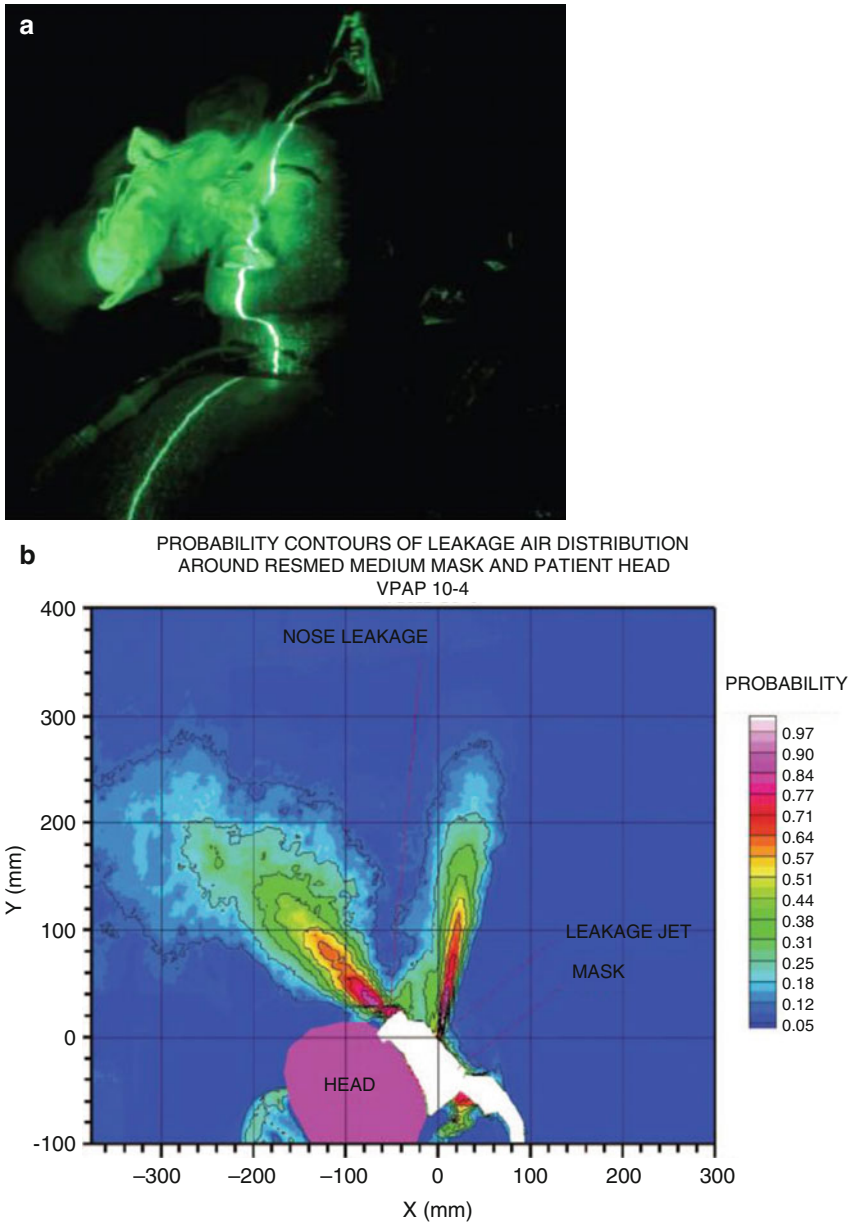 a
b
PROBABILITY CONTOURS OF LEAKAGE AIR DISTRIBUTION
AROUND RESMED MEDIUM MASK AND PATIENT HEAD
VPAP 10-4
400
300
200
100
0
-100
Y (mm)
NOSE LEAKAGE
LEAKAGE JET
MASK
HEAD
–300
–200
–100
0
100
200
300
X (mm)
PROBABILITY
0.97
0.90
0.84
0.77
0.71
0.64
0.57
0.51
0.44
0.38
0.31
0.25
0.18
0.12
0.05